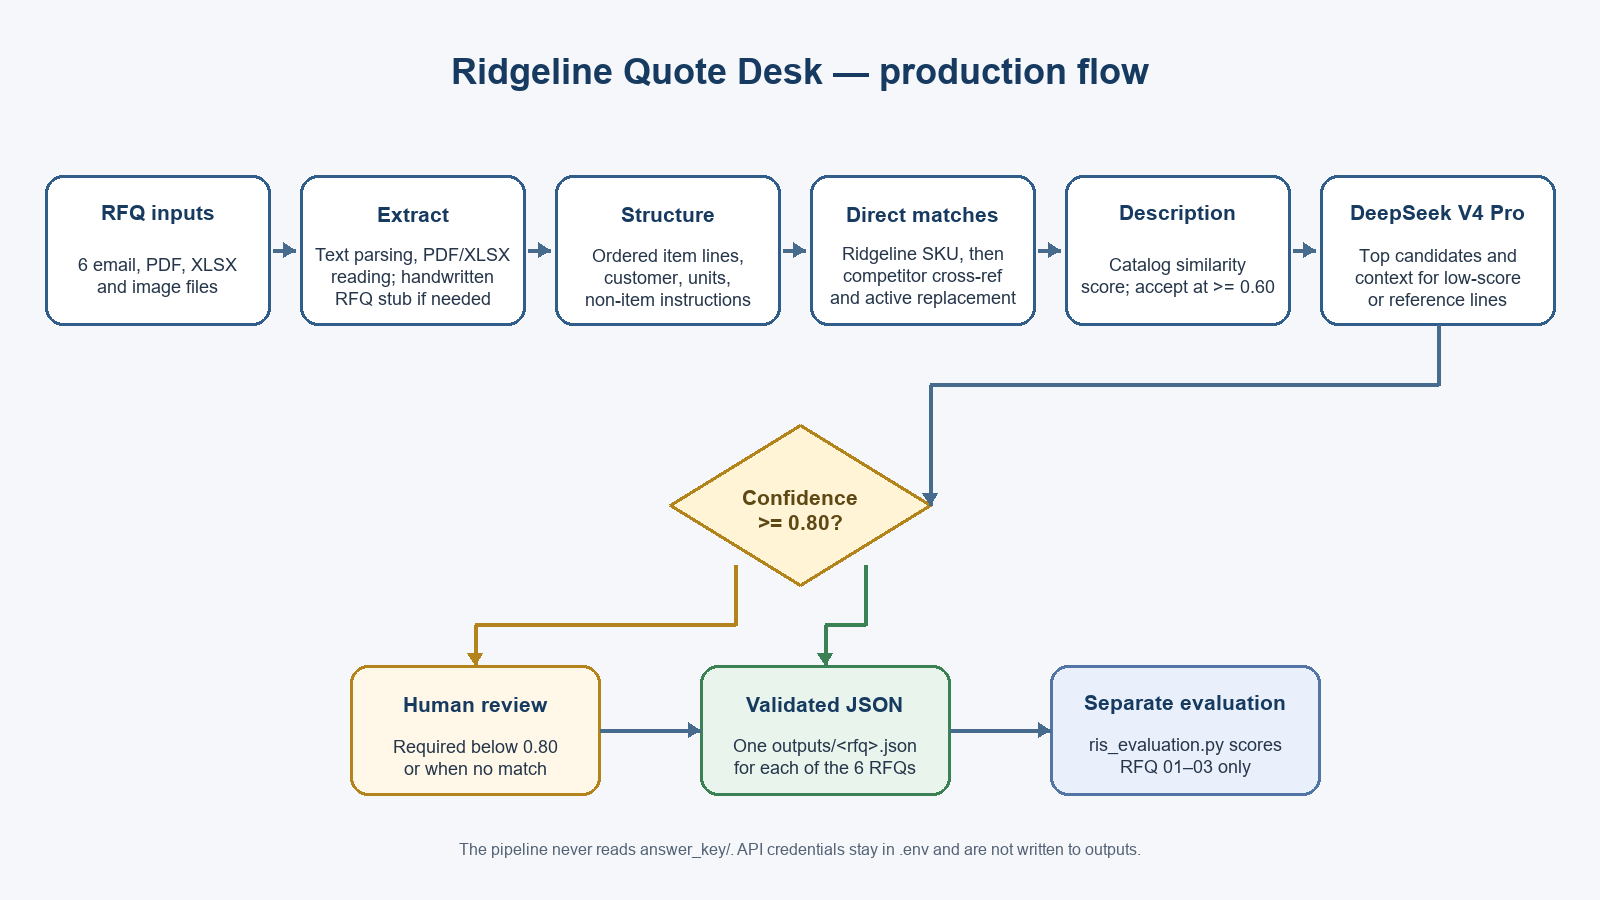 Ridgeline Quote Desk — production flow
RFQ inputs
6 email, PDF, XLSX
and image files
Extract
Text parsing, PDF/XLSX
reading; handwritten
RFQ stub if needed
Structure
Ordered item lines,
customer, units,
non-item instructions
Direct matches
Ridgeline SKU, then
competitor cross-ref
and active replacement
Description
Catalog similarity
score; accept at >= 0.60
DeepSeek V4 Pro
Top candidates and
context for low-score
or reference lines
Confidence
>= 0.80?
Human review
Required below 0.80
or when no match
Validated JSON
One outputs/<rfq>.json
for each of the 6 RFQs
Separate evaluation
ris_evaluation.py scores
RFQ 01–03 only
The pipeline never reads answer_key/. API credentials stay in .env and are not written to outputs.